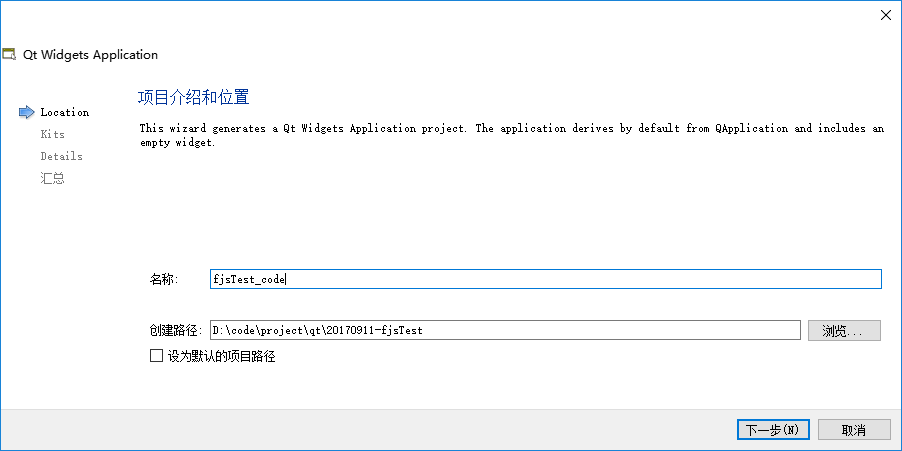 Qt Widgets Application
Location
Kits
Details
汇总
项目介绍和位置
This wizard generates a Qt Widgets Application project. The application derives by default from QApplication and includes an
empty widget.
名称:
fjsTest_code
创建路径:
D:\code\project\qt\20170911-fjsTest
浏览...
设为默认的项目路径
下一步(N)
取消